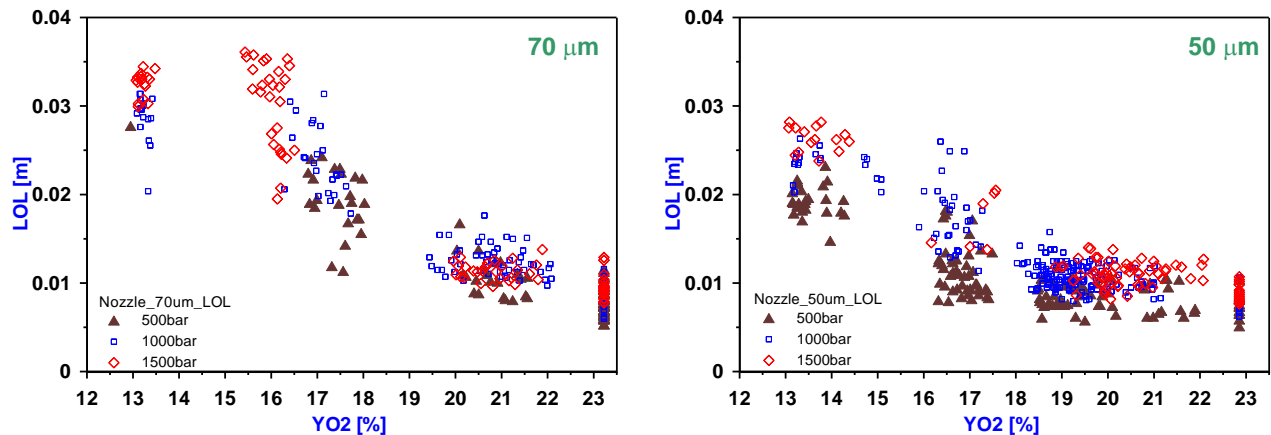 70 μm
LOL [m]
0.04
0.03
0.02
0.01
0
Nozzle_70um_LOL
500bar
1000bar
1500bar
12 13 14 15 16 17 18 19 20 21 22 23
YO2 [%]
50 μm
LOL [m]
0.04
0.03
0.02
0.01
0
Nozzle_50um_LOL
500bar
1000bar
1500bar
12 13 14 15 16 17 18 19 20 21 22 23
YO2 [%]